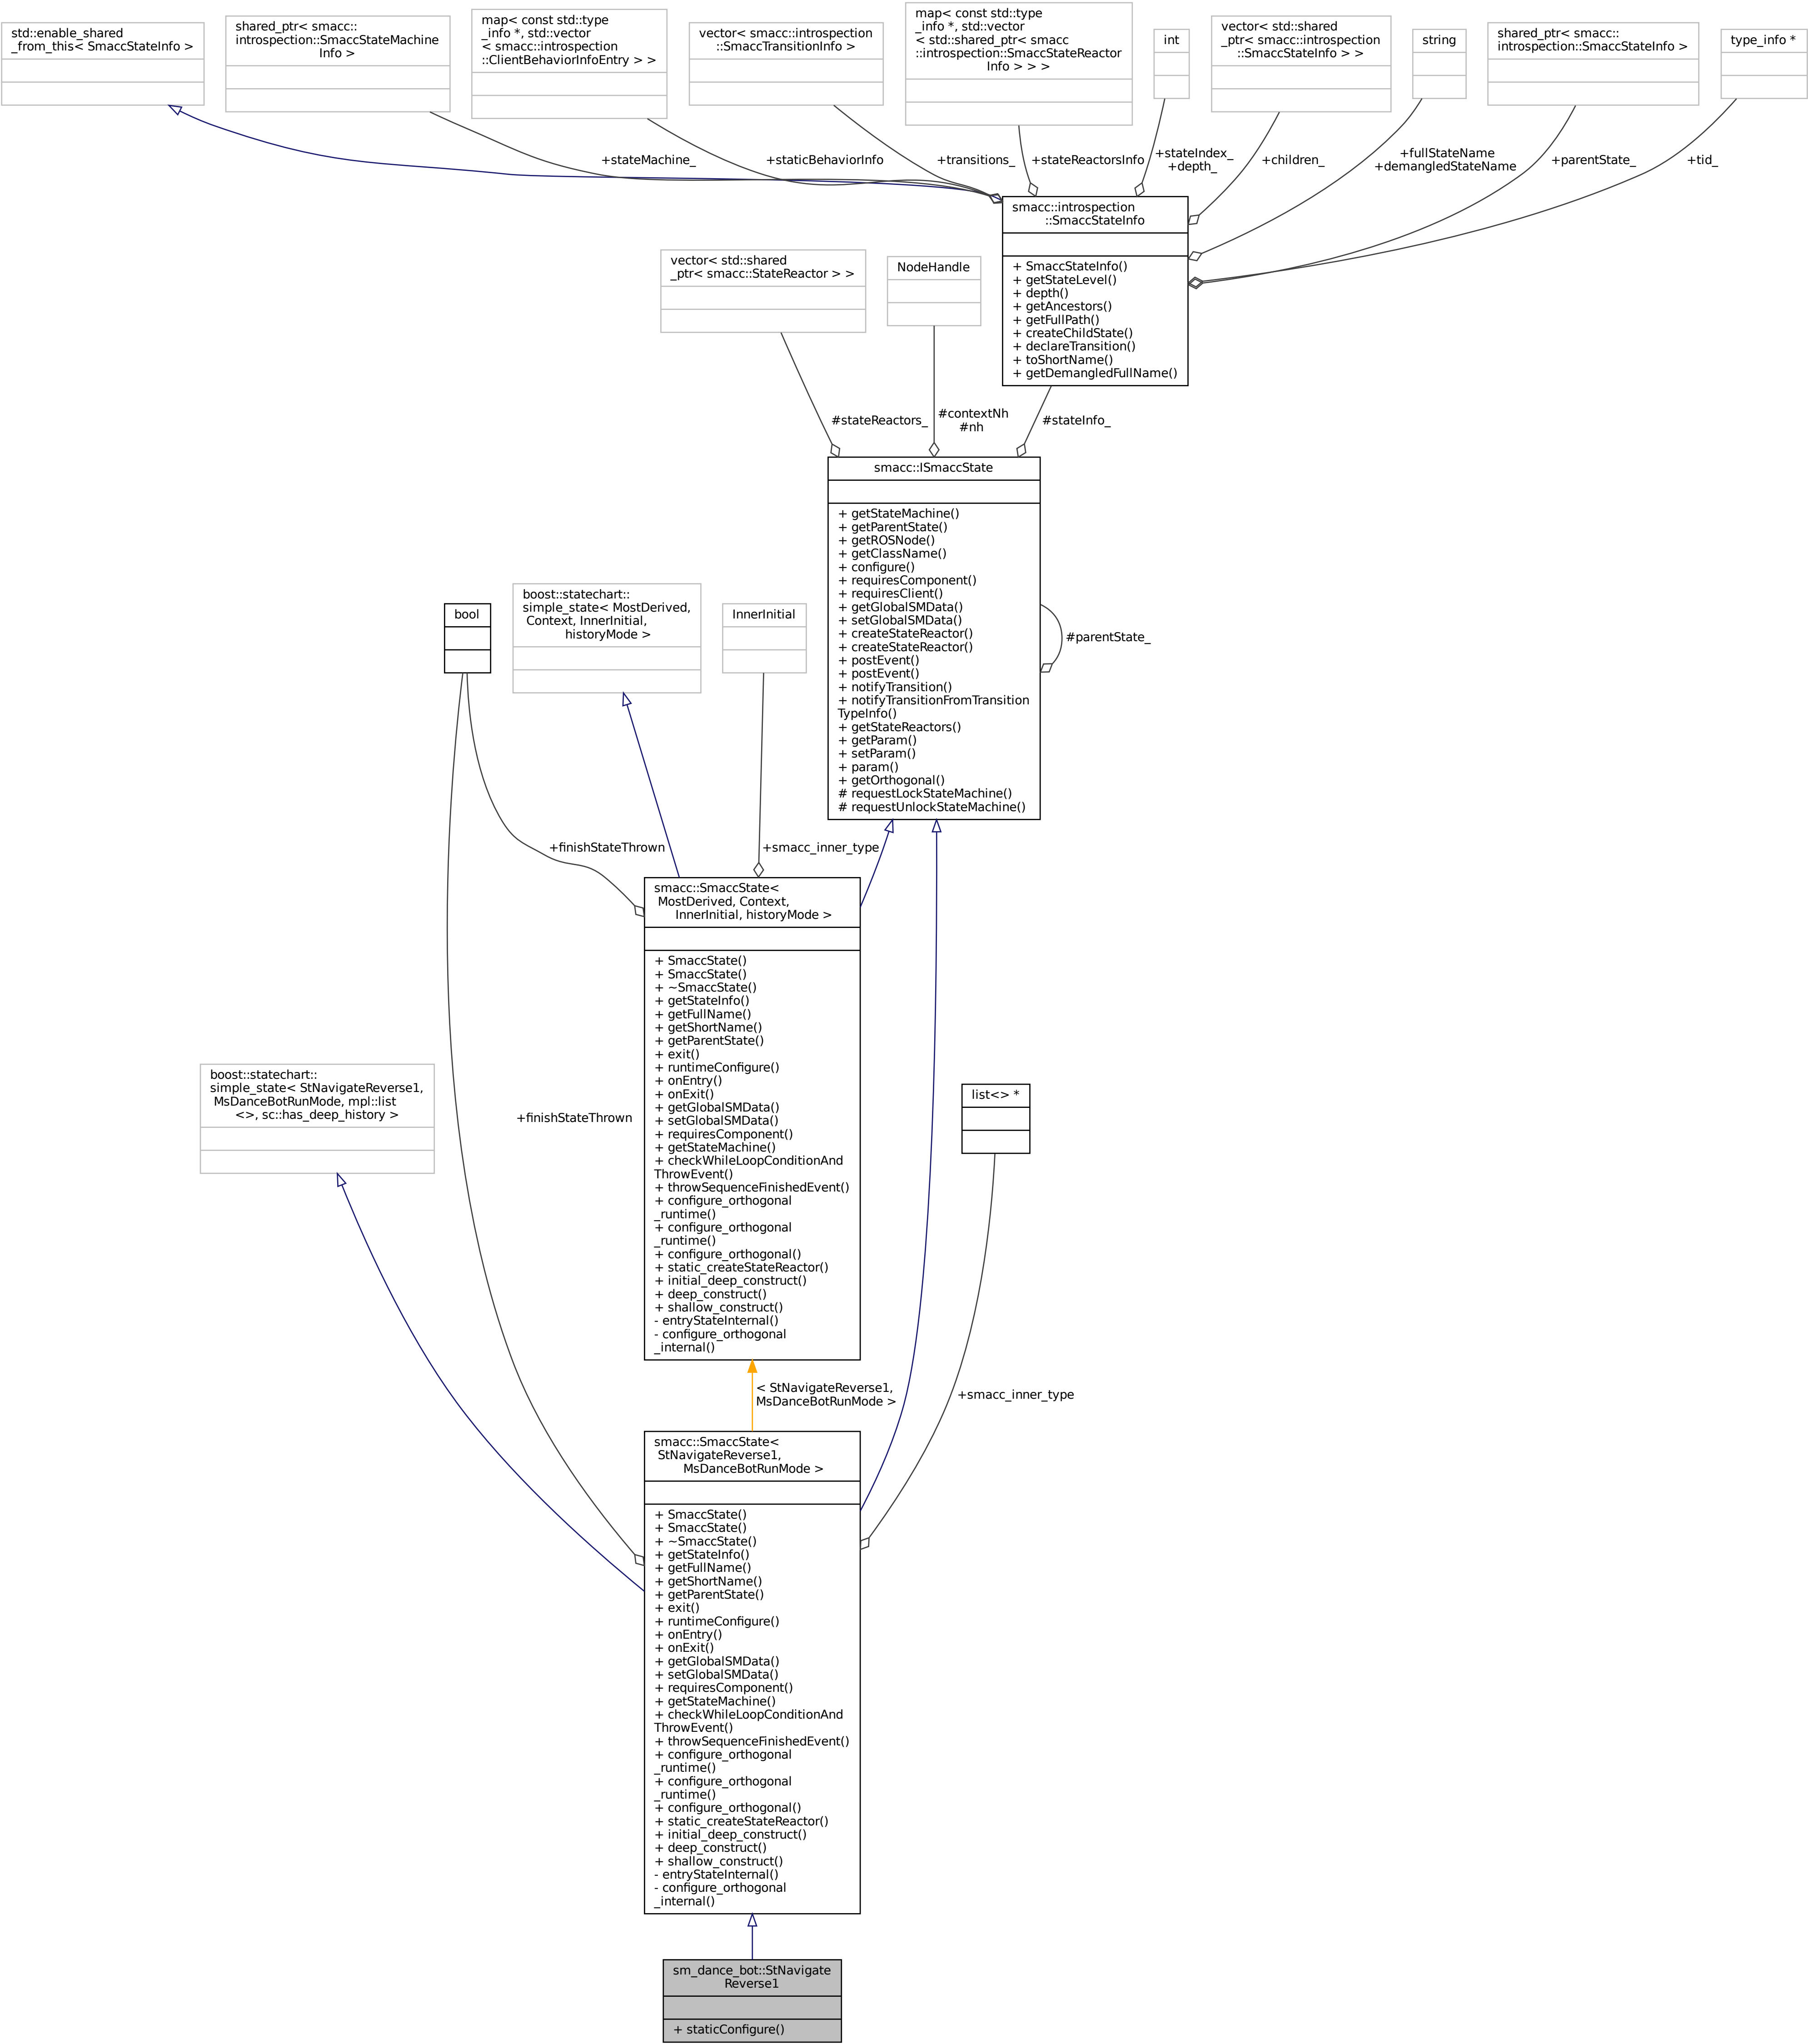 std::enable_shared
_from_this< SmaccStateInfo >
shared_ptr< smacc::
introspection::SmaccStateMachine
Info >
map< const std::type
_info *, std::vector
< smacc::introspection
::ClientBehaviorInfoEntry > >
vector< smacc::introspection
::SmaccTransitionInfo >
map< const std::type
_info *, std::vector
< std::shared_ptr< smacc
::introspection::SmaccStateReactor
Info > > >
int
vector< std::shared
_ptr< smacc::introspection
::SmaccStateInfo > >
string
shared_ptr< smacc::
introspection::SmaccStateInfo >
type_info *
+stateMachine_
+staticBehaviorInfo
+transitions_
+stateReactorsInfo
+stateIndex_
+depth_
+children_
+fullStateName
+demangledStateName
+parentState_
+tid_
smacc::introspection
::SmaccStateInfo
+ SmaccStateInfo()
+ getStateLevel()
+ depth()
+ getAncestors()
+ getFullPath()
+ createChildState()
+ declareTransition()
+ toShortName()
+ getDemangledFullName()
vector< std::shared
_ptr< smacc::StateReactor > >
NodeHandle
#stateReactors_
#contextNh
#nh
#stateInfo_
smacc::ISmaccState
+ getStateMachine()
+ getParentState()
+ getROSNode()
+ getClassName()
+ configure()
+ requiresComponent()
+ requiresClient()
+ getGlobalSMData()
+ setGlobalSMData()
+ createStateReactor()
+ createStateReactor()
+ postEvent()
+ postEvent()
+ notifyTransition()
+ notifyTransitionFromTransition
TypeInfo()
+ getStateReactors()
+ getParam()
+ setParam()
+ param()
+ getOrthogonal()
# requestLockStateMachine()
# requestUnlockStateMachine()
#parentState_
bool
boost::statechart::
simple_state< MostDerived,
Context, InnerInitial,
historyMode >
InnerInitial
+finishStateThrown
+smacc_inner_type
smacc::SmaccState<
MostDerived, Context,
InnerInitial, historyMode >
+ SmaccState()
+ SmaccState()
+ ~SmaccState()
+ getStateInfo()
+ getFullName()
+ getShortName()
+ getParentState()
+ exit()
+ runtimeConfigure()
+ onEntry()
+ onExit()
+ getGlobalSMData()
+ setGlobalSMData()
+ requiresComponent()
+ getStateMachine()
+ checkWhileLoopConditionAnd
ThrowEvent()
+ throwSequenceFinishedEvent()
+ configure_orthogonal
_runtime()
+ configure_orthogonal
_runtime()
+ configure_orthogonal()
+ static_createStateReactor()
+ initial_deep_construct()
+ deep_construct()
+ shallow_construct()
- entryStateInternal()
- configure_orthogonal
_internal()
boost::statechart::
simple_state< StNavigateReverse1,
MsDanceBotRunMode, mpl::list
<>, sc::has_deep_history >
+finishStateThrown
list<> *
< StNavigateReverse1,
MsDanceBotRunMode >
+smacc_inner_type
smacc::SmaccState<
StNavigateReverse1,
MsDanceBotRunMode >
+ SmaccState()
+ SmaccState()
+ ~SmaccState()
+ getStateInfo()
+ getFullName()
+ getShortName()
+ getParentState()
+ exit()
+ runtimeConfigure()
+ onEntry()
+ onExit()
+ getGlobalSMData()
+ setGlobalSMData()
+ requiresComponent()
+ getStateMachine()
+ checkWhileLoopConditionAnd
ThrowEvent()
+ throwSequenceFinishedEvent()
+ configure_orthogonal
_runtime()
+ configure_orthogonal
_runtime()
+ configure_orthogonal()
+ static_createStateReactor()
+ initial_deep_construct()
+ deep_construct()
+ shallow_construct()
- entryStateInternal()
- configure_orthogonal
_internal()
sm_dance_bot::StNavigate
Reverse1
+ staticConfigure()